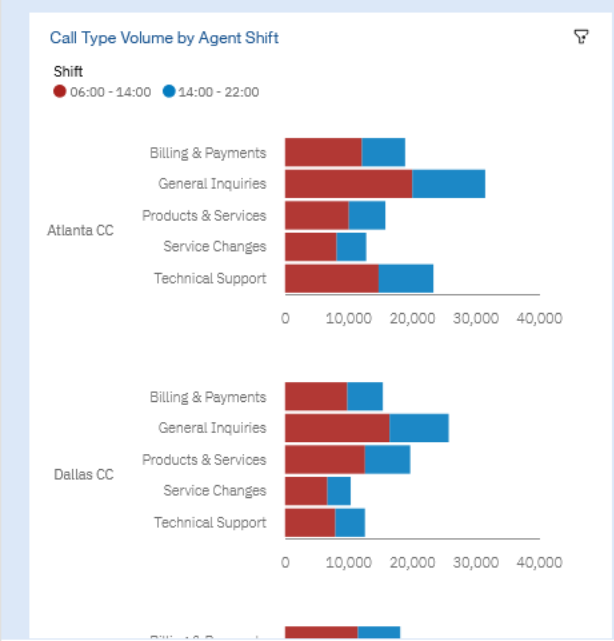 Call Type Volume by Agent Shift
Shift
06:00 - 14:00 14:00 - 22:00
Billing & Payments
General Inquiries
Products & Services
Atlanta CC
Service Changes
Technical Support
0 10,000 20,000 30,000 40,000
Billing & Payments
General Inquiries
Products & Services
Dallas CC
Service Changes
Technical Support
0 10,000 20,000 30,000 40,000